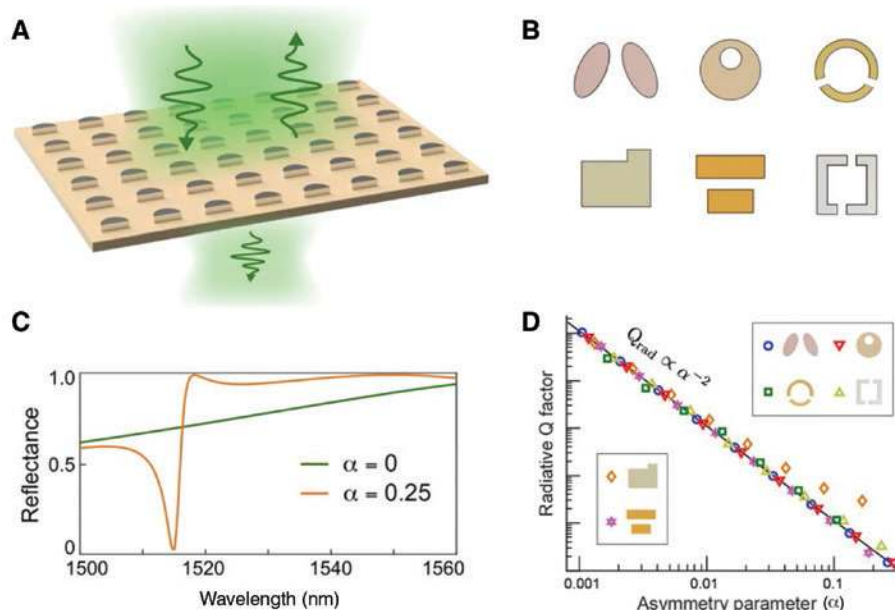 A
B
C
1.0
0.5
0
Reflectance
α = 0
α = 0.25
1500
1520
1540
1560
Wavelength (nm)
D
Q_rad ∝ α⁻²
Radiative Q factor
0.001
0.01
0.1
Asymmetry parameter (α)